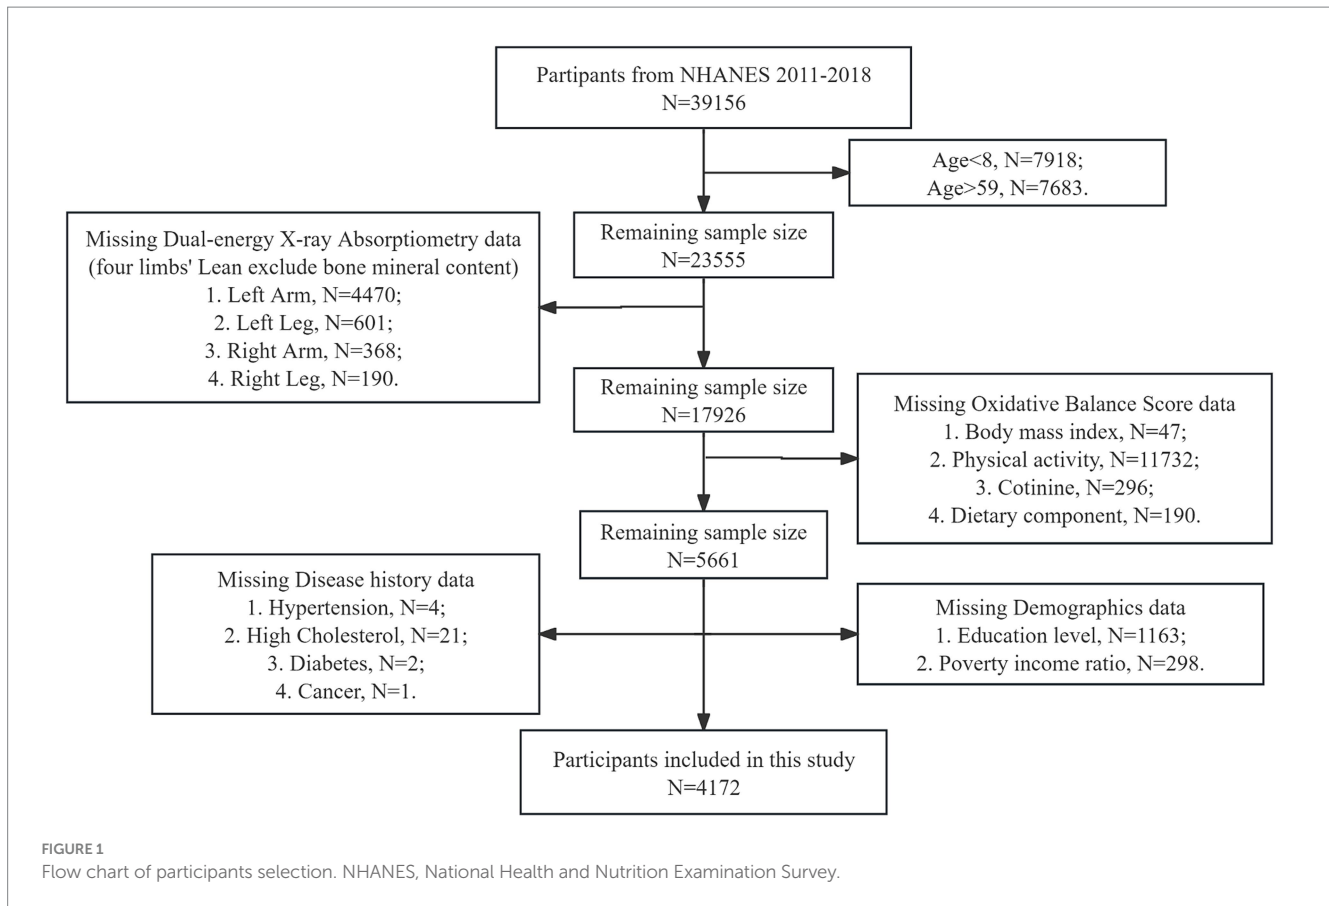 Partipants from NHANES 2011-2018
N=39156
Age<8, N=7918;
Age>59, N=7683.
Remaining sample size
N=23555
Missing Dual-energy X-ray Absorptiometry data
(four limbs' Lean exclude bone mineral content)
1. Left Arm, N=4470;
2. Left Leg, N=601;
3. Right Arm, N=368;
4. Right Leg, N=190.
Remaining sample size
N=17926
Missing Oxidative Balance Score data
1. Body mass index, N=47;
2. Physical activity, N=11732;
3. Cotinine, N=296;
4. Dietary component, N=190.
Remaining sample size
N=5661
Missing Disease history data
1. Hypertension, N=4;
2. High Cholesterol, N=21;
3. Diabetes, N=2;
4. Cancer, N=1.
Missing Demographics data
1. Education level, N=1163;
2. Poverty income ratio, N=298.
Participants included in this study
N=4172
FIGURE 1
Flow chart of participants selection. NHANES, National Health and Nutrition Examination Survey.